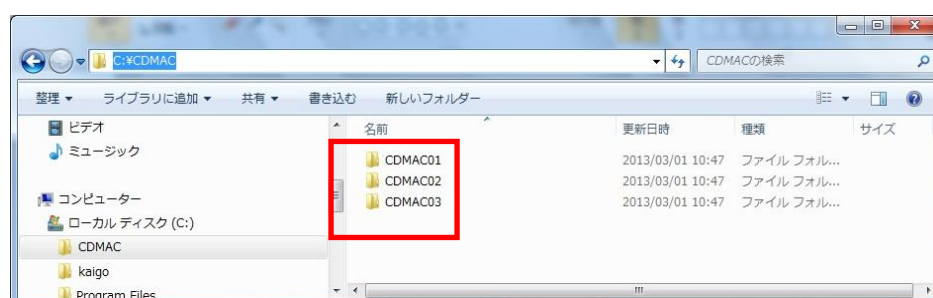 C:¥CDMAC
CDMACの検索
整理 ライブラリに追加 共有 書き込む 新しいフォルダー
ビデオ
ミュージック
コンピューター
ローカル ディスク (C:)
CDMAC
kaigo
Program Files
名前 更新日時 種類 サイズ
CDMAC01 2013/03/01 10:47 ファイル フォル...
CDMAC02 2013/03/01 10:47 ファイル フォル...
CDMAC03 2013/03/01 10:47 ファイル フォル...